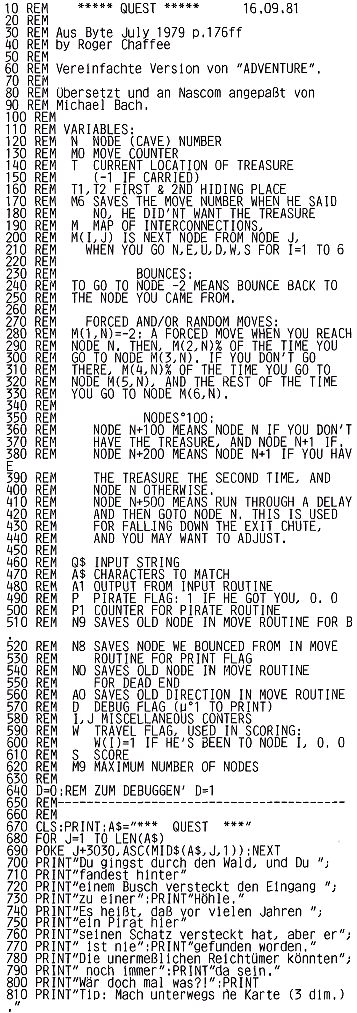 10 REM     ***** QUEST *****      16.09.81
20 REM
30 REM Aus Byte July 1979 p.176ff
40 REM by Roger Chaffee
50 REM
60 REM Vereinfachte Version von "ADVENTURE".
70 REM
80 REM Übersetzt und an Nascom angepaßt von
90 REM Michael Bach.
100 REM
110 REM VARIABLES:
120 REM  N  NODE (CAVE) NUMBER
130 REM  MO MOVE COUNTER
140 REM  T  CURRENT LOCATION OF TREASURE
150 REM     (-1 IF CARRIED)
160 REM  T1,T2 FIRST & 2ND HIDING PLACE
170 REM  M6 SAVES THE MOVE NUMBER WHEN HE SAID
180 REM     NO, HE DID'NT WANT THE TREASURE
190 REM  M  MAP OF INTERCONNECTIONS,
200 REM  M(I,J) IS NEXT NODE FROM NODE J,
210 REM    WHEN YOU GO N,E,U,D,W,S FOR I=1 TO 6
220 REM
230 REM           BOUNCES:
240 REM  TO GO TO NODE -2 MEANS BOUNCE BACK TO
250 REM  THE NODE YOU CAME FROM.
260 REM
270 REM    FORCED AND/OR RANDOM MOVES:
280 REM  M(1,N)=-2: A FORCED MOVE WHEN YOU REACH
290 REM  NODE N. THEN, M(2,N)% OF THE TIME YOU
300 REM  GO TO NODE M(3,N). IF YOU DON'T GO
310 REM  THERE, M(4,N)% OF THE TIME YOU GO TO
320 REM  NODE M(5,N), AND THE REST OF THE TIME
330 REM  YOU GO TO NODE M(6,N).
340 REM
350 REM            NODES°100:
360 REM     NODE N+100 MEANS NODE N IF YOU DON'T
370 REM     HAVE THE TREASURE, AND NODE N+1 IF.
380 REM     NODE N+200 MEANS NODE N+1 IF YOU HAV
E
390 REM     THE TREASURE THE SECOND TIME, AND
400 REM     NODE N OTHERWISE.
410 REM     NODE N+500 MEANS RUN THROUGH A DELAY
420 REM     AND THEN GOTO NODE N. THIS IS USED
430 REM     FOR FALLING DOWN THE EXIT CHUTE,
440 REM     AND YOU MAY WANT TO ADJUST.
450 REM
460 REM  Q$ INPUT STRING
470 REM  A$ CHARACTERS TO MATCH
480 REM  A1 OUTPUT FROM INPUT ROUTINE
490 REM  P  PIRATE FLAG: 1 IF HE GOT YOU, 0. 0
500 REM  P1 COUNTER FOR PIRATE ROUTINE
510 REM  N9 SAVES OLD NODE IN MOVE ROUTINE FOR B
.
520 REM  N8 SAVES NODE WE BOUNCED FROM IN MOVE
530 REM     ROUTINE FOR PRINT FLAG
540 REM  NO SAVES OLD NODE IN MOVE ROUTINE
550 REM     FOR DEAD END
560 REM  AO SAVES OLD DIRECTION IN MOVE ROUTINE
570 REM  D  DEBUG FLAG (µ°1 TO PRINT)
580 REM  I,J MISCELLANEOUS CONTERS
590 REM  W  TRAVEL FLAG, USED IN SCORING:
600 REM     W(I)=1 IF HE'S BEEN TO NODE I, 0. 0
610 REM  S  SCORE
620 REM  M9 MAXIMUM NUMBER OF NODES
630 REM
640 D=0:REM ZUM DEBUGGEN' D=1
650 REM----------------------------------------
660 REM
670 CLS:PRINT:A$="***  QUEST  ***"
680 FOR J=1 TO LEN(A$)
690 POKE J+3030,ASC(MID$(A$,J,1)):NEXT
700 PRINT"Du gingst durch den Wald, und Du ";
710 PRINT"fandest hinter"
720 PRINT"einem Busch versteckt den Eingang ";
730 PRINT"zu einer":PRINT"Höhle."
740 PRINT"Es heißt, daß vor vielen Jahren ";
750 PRINT"ein Pirat hier"
760 PRINT"seinen Schatz versteckt hat, aber er";
770 PRINT" ist nie":PRINT"gefunden worden."
780 PRINT"Die unermeßlichen Reichtümer könnten";
790 PRINT" noch immer":PRINT"da sein."
800 PRINT"Wär doch mal was?!":PRINT
810 PRINT"Tip: Mach unterwegs ne Karte (3 dim.)
."